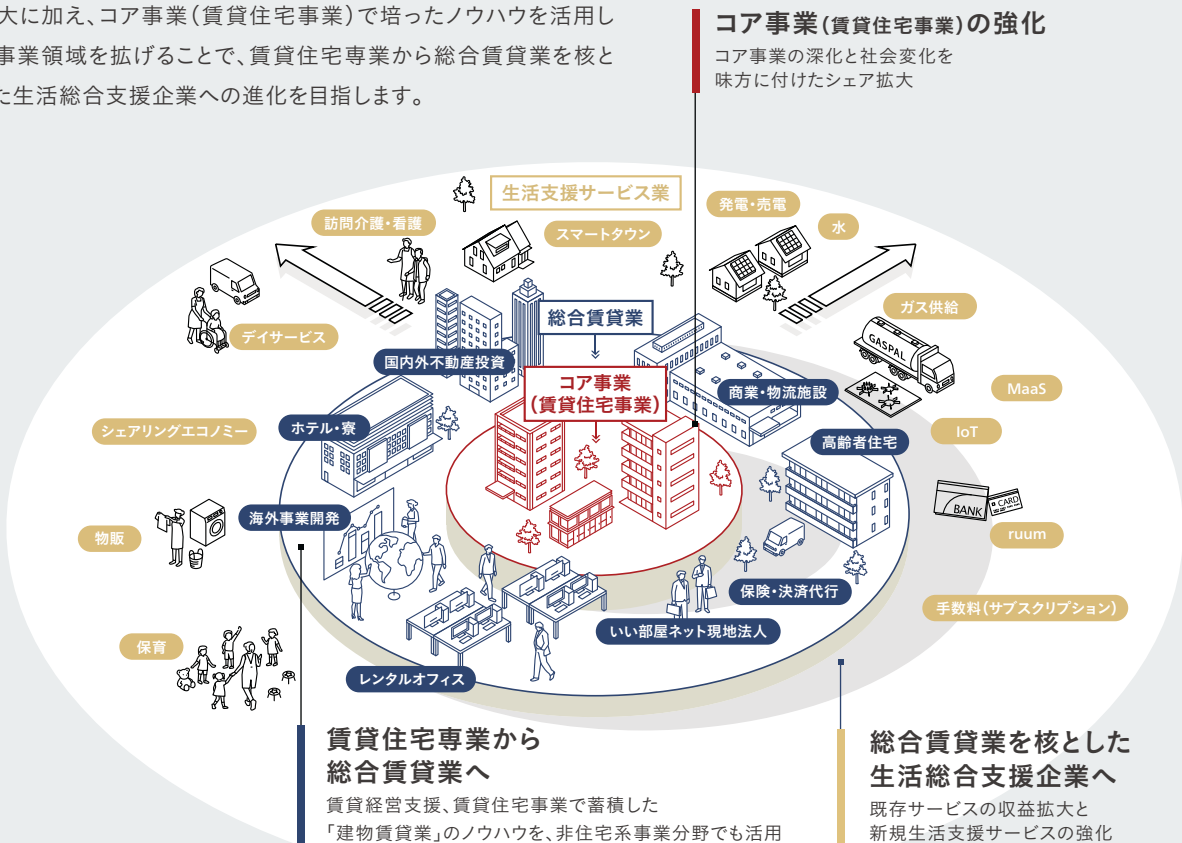 大に加え、コア事業(賃貸住宅事業)で培ったノウハウを活用し
事業領域を拡げることで、賃貸住宅専業から総合賃貸業を核と
た生活総合支援企業への進化を目指します。
コア事業(賃貸住宅事業)の強化
コア事業の深化と社会変化を
味方に付けたシェア拡大
生活支援サービス業
訪問介護・看護
スマートタウン
発電・売電
水
デイサービス
ガス供給
GASPAL
総合賃貸業
国内外不動産投資
コア事業
(賃貸住宅事業)
商業・物流施設
MaaS
シェアリングエコノミー
ホテル・寮
高齢者住宅
IoT
BANK
CARD
海外事業開発
物販
ruum
保険・決済代行
手数料(サブスクリプション)
いい部屋ネット現地法人
保育
レンタルオフィス
賃貸住宅専業から
総合賃貸業へ
賃貸経営支援、賃貸住宅事業で蓄積した
「建物賃貸業」のノウハウを、非住宅系事業分野でも活用
総合賃貸業を核とした
生活総合支援企業へ
既存サービスの収益拡大と
新規生活支援サービスの強化